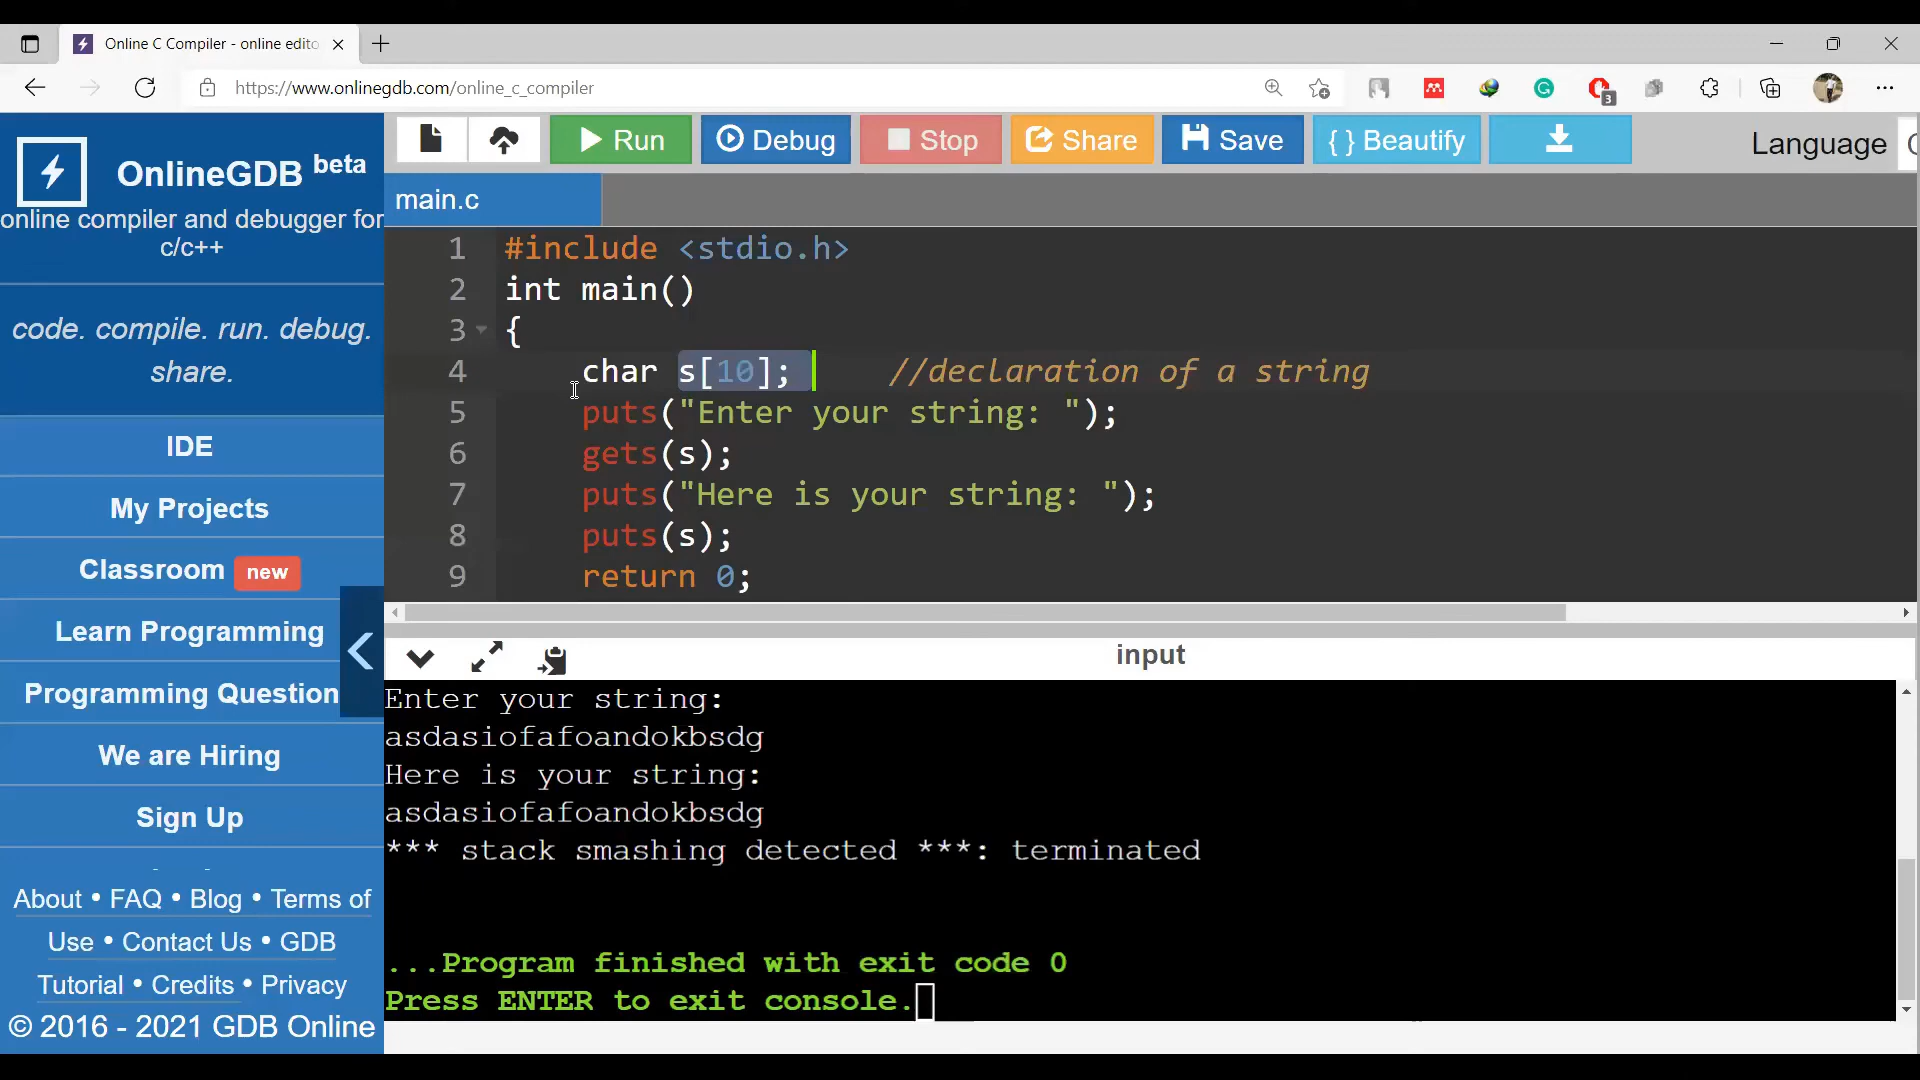 Online C Compiler - online edito
https://www.onlinegdb.com/online_c_compiler
3
OnlineGDB beta
online compiler and debugger for
c/c++
code. compile. run. debug.
share.
IDE
My Projects
Classroom new
Learn Programming
Programming Question
We are Hiring
Sign Up
About • FAQ • Blog • Terms of
Use • Contact Us • GDB
Tutorial • Credits • Privacy
© 2016 - 2021 GDB Online
Run Debug Stop Share Save { } Beautify Language
main.c
1 #include <stdio.h>
2 int main()
3 {
4 char s[10]; //declaration of a string
5 puts("Enter your string: ");
6 gets(s);
7 puts("Here is your string: ");
8 puts(s);
9 return 0;
input
Enter your string:
asdasiofafoandokbsdg
Here is your string:
asdasiofafoandokbsdg
*** stack smashing detected ***: terminated
...Program finished with exit code 0
Press ENTER to exit console.